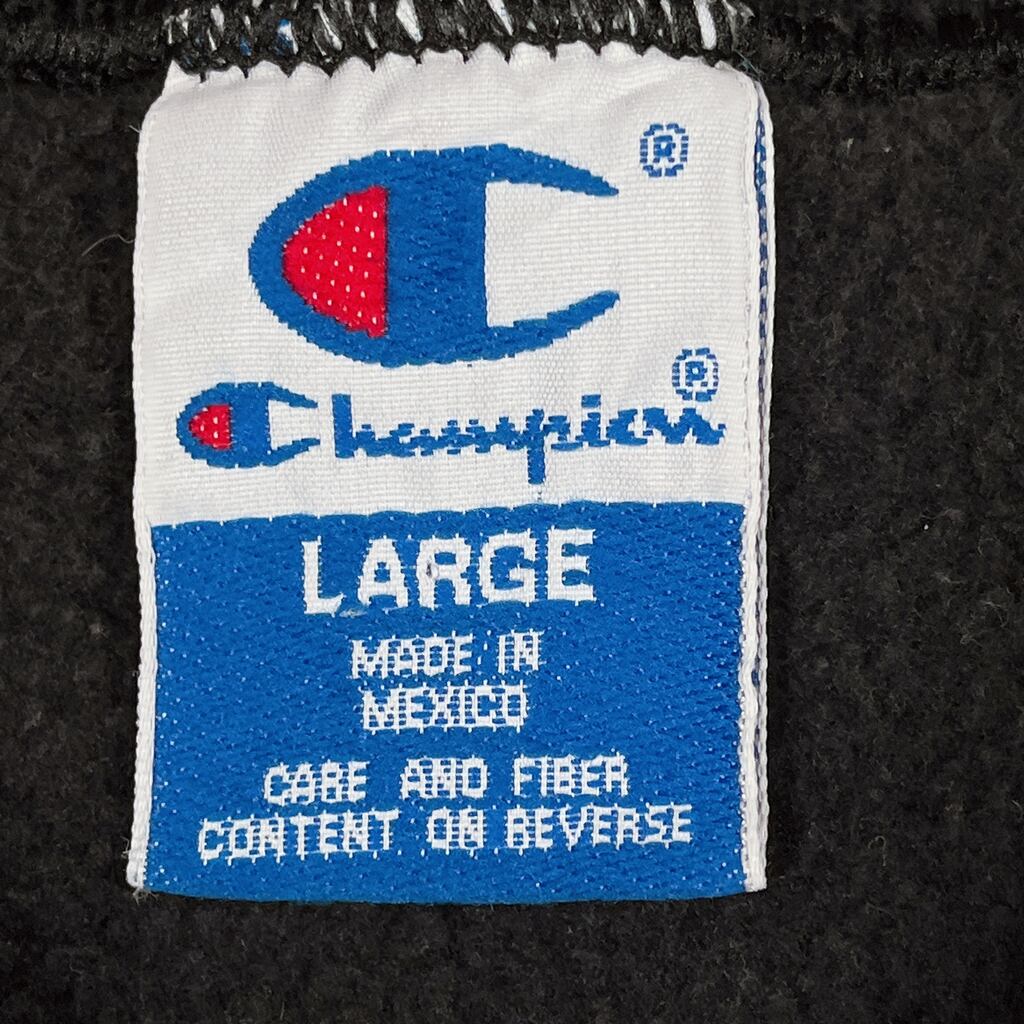 ®
Champion®
LARGE
MADE IN
MEXICO
CARE AND FIBER
CONTENT ON REVERSE